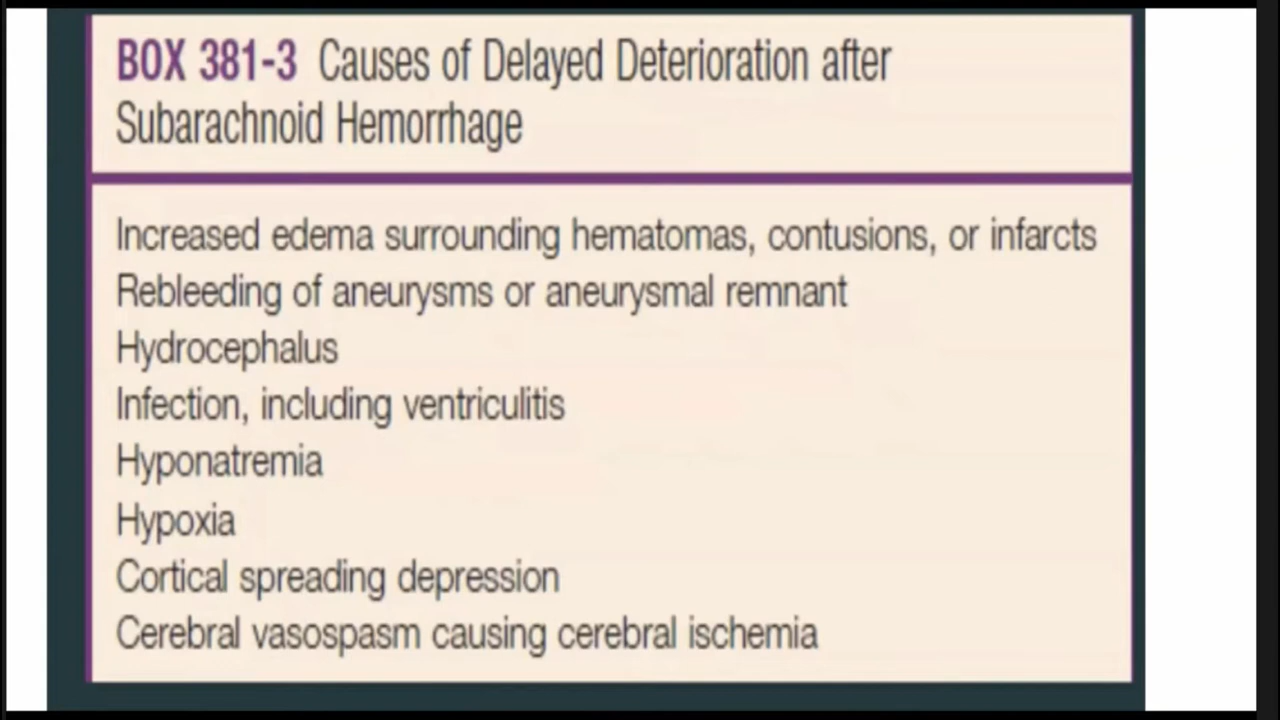 BOX 381-3 Causes of Delayed Deterioration after
Subarachnoid Hemorrhage
Increased edema surrounding hematomas, contusions, or infarcts
Rebleeding of aneurysms or aneurysmal remnant
Hydrocephalus
Infection, including ventriculitis
Hyponatremia
Hypoxia
Cortical spreading depression
Cerebral vasospasm causing cerebral ischemia